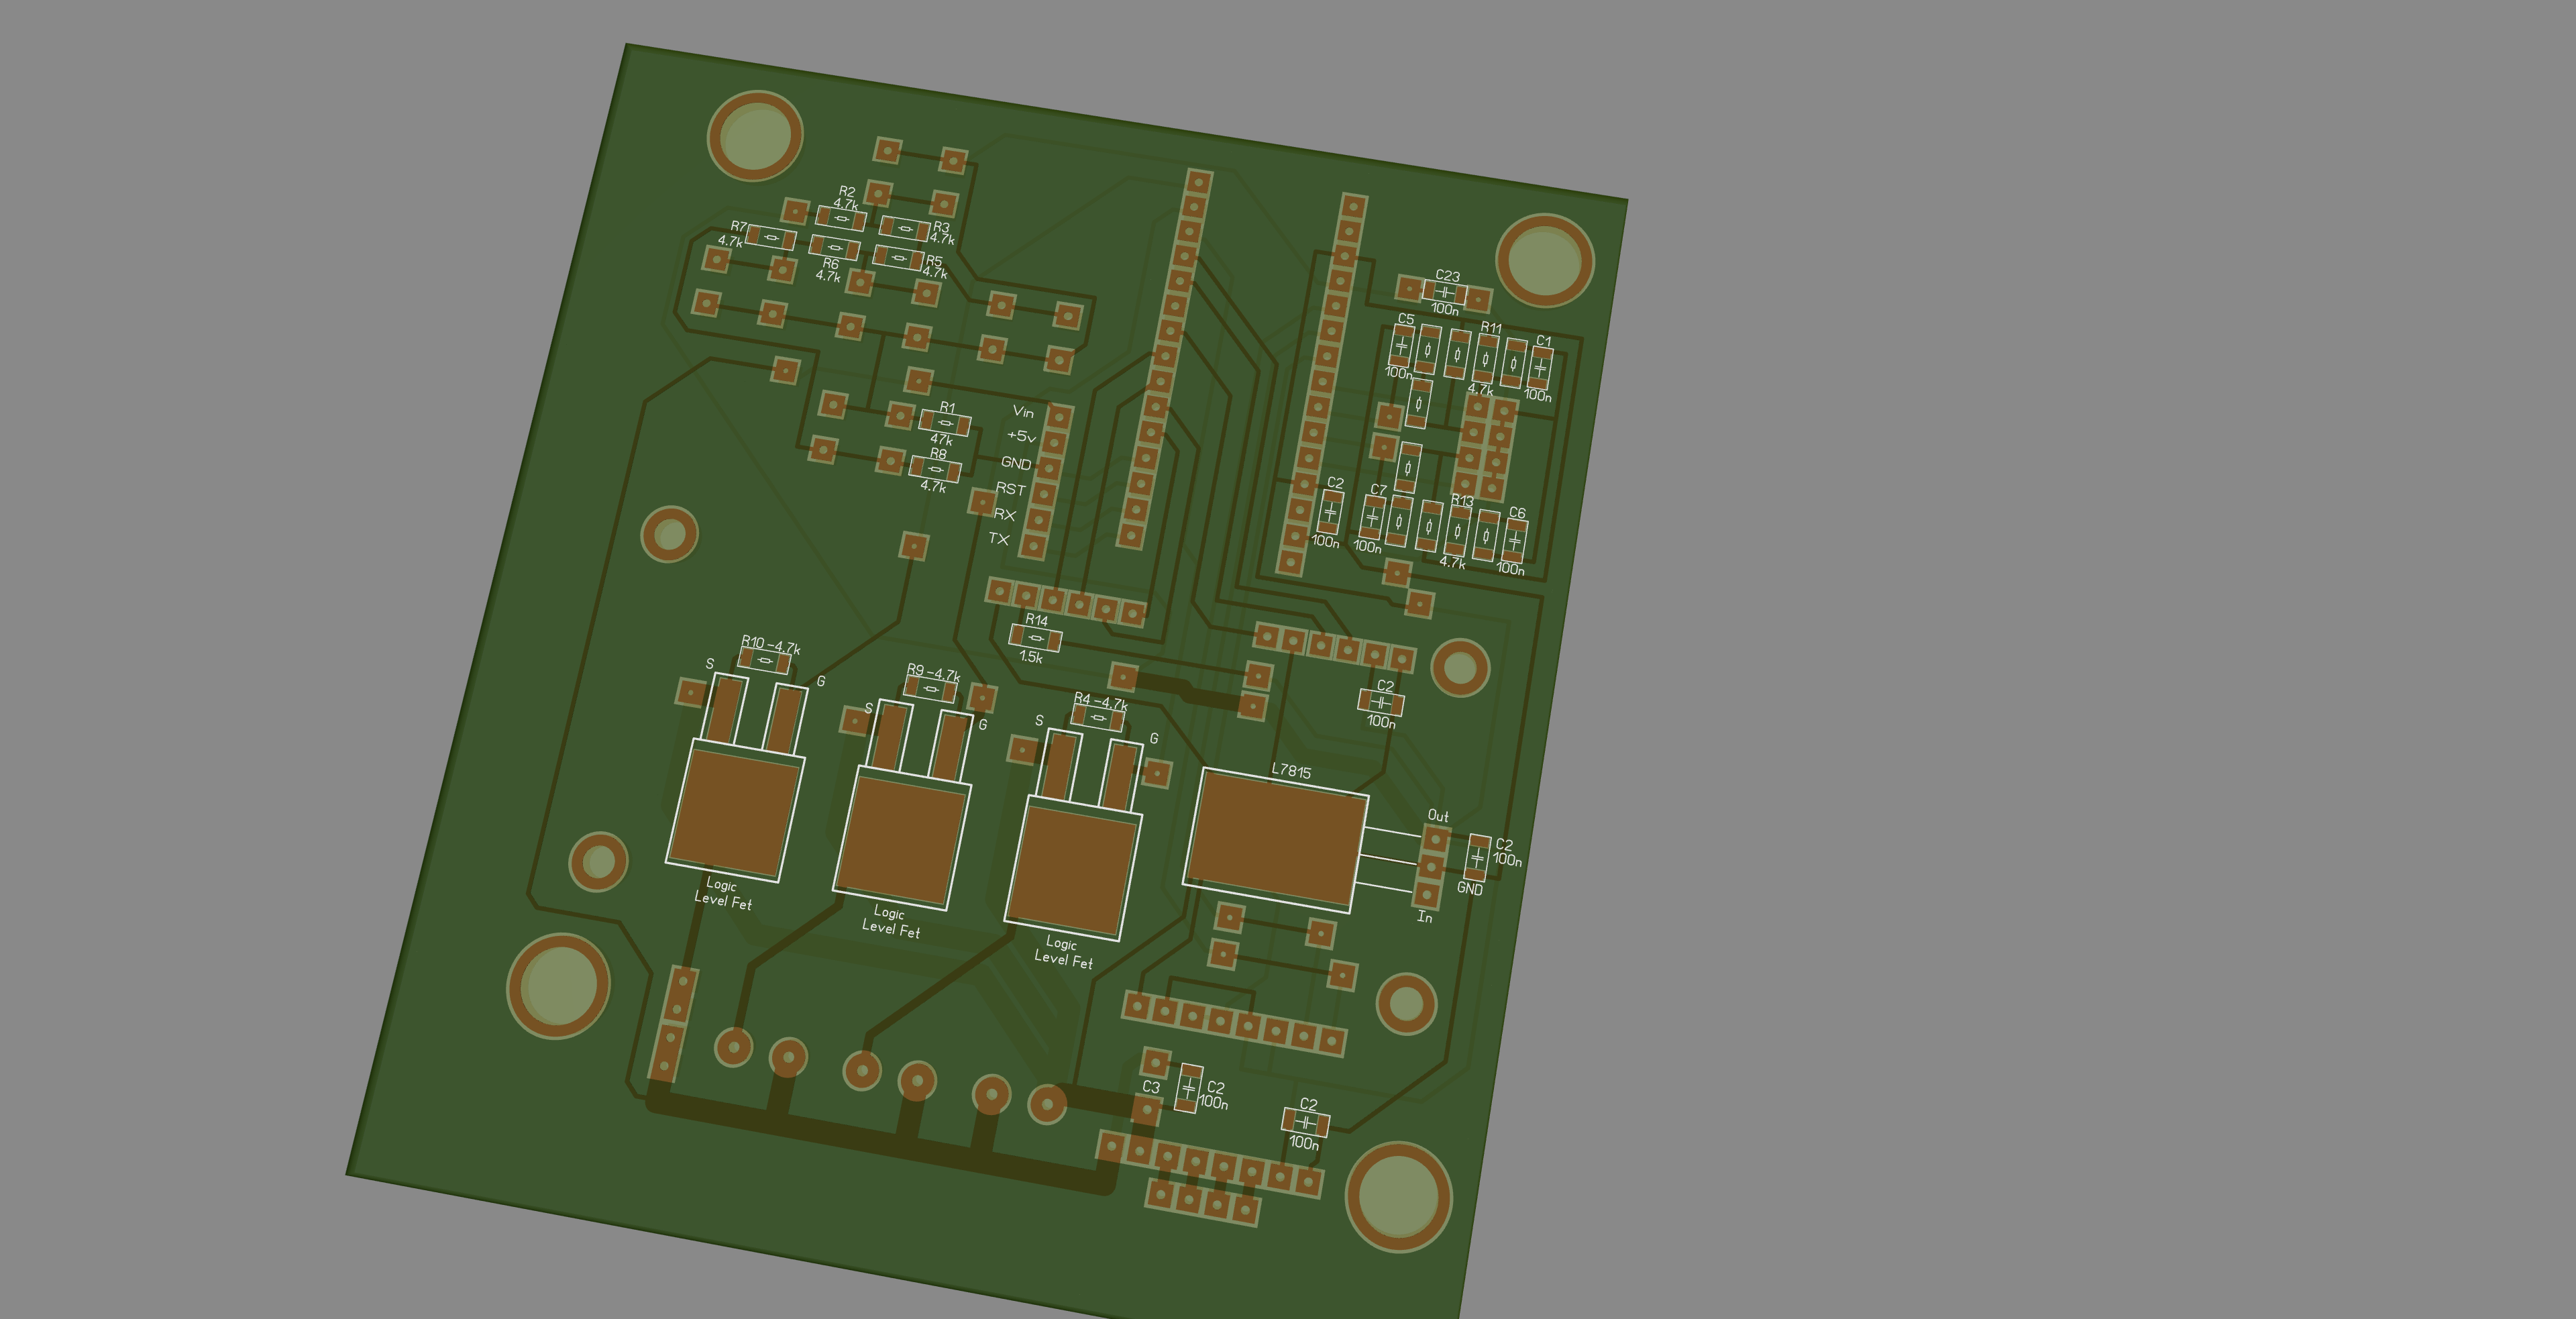 R2
4.7k
R7
4.7k
R3
4.7k
R6
4.7k
R5
4.7k
C23
100n
C5
100n
R11
4.7k
C1
100n
R1
47k
R8
4.7k
Vin
+5v
GND
RST
RX
TX
C2
100n
C7
100n
R13
4.7k
C6
100n
R14
1.5k
R10-4.7k
S
G
R9-4.7k
S
G
R4-4.7k
S
G
C2
100n
L7815
Out
C2
100n
GND
In
Logic
Level Fet
Logic
Level Fet
Logic
Level Fet
C3
C2
100n
C2
100n